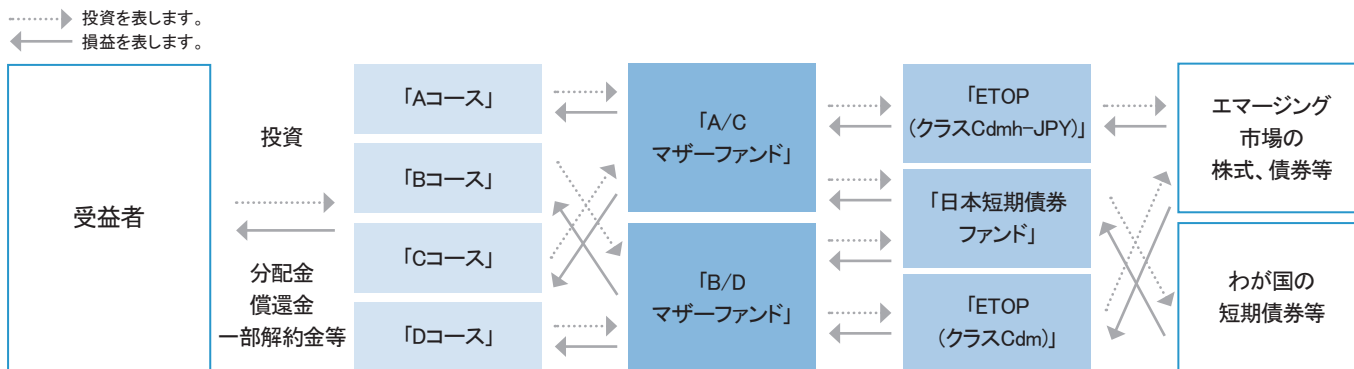 投資を表します。
損益を表します。
受益者
投資
分配金
償還金
一部解約金等
「Aコース」
「Bコース」
「Cコース」
「Dコース」
「A/C
マザーファンド」
「B/D
マザーファンド」
「ETOP
(クラスCdmh-JPY)」
「日本短期債券
ファンド」
「ETOP
(クラスCdm)」
エマージング
市場の
株式、債券等
わが国の
短期債券等